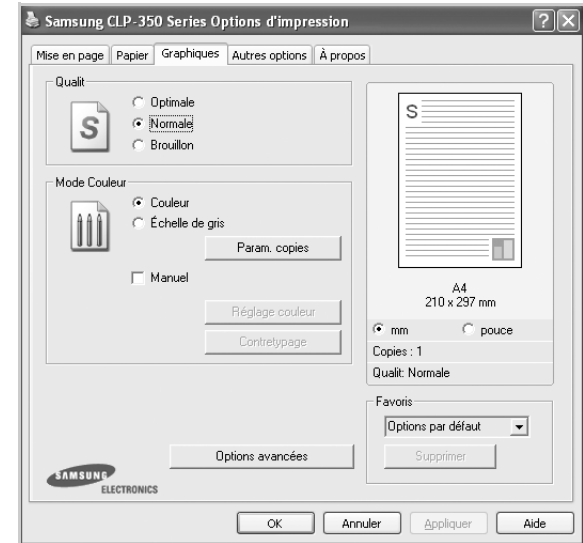 Samsung CLP-350 Series Options d'impression
Mise en page Papier Graphiques Autres options À propos
Qualit
Optimale
Normale
Brouillon
S
Mode Couleur
Couleur
Échelle de gris
Param. copies
Manuel
Réglage couleur
Contretypage
Options avancées
SAMSUNG
ELECTRONICS
S
A4
210 x 297 mm
mm pouce
Copies : 1
Qualit: Normale
Favoris
Options par défaut
Supprimer
OK Annuler Appliquer Aide